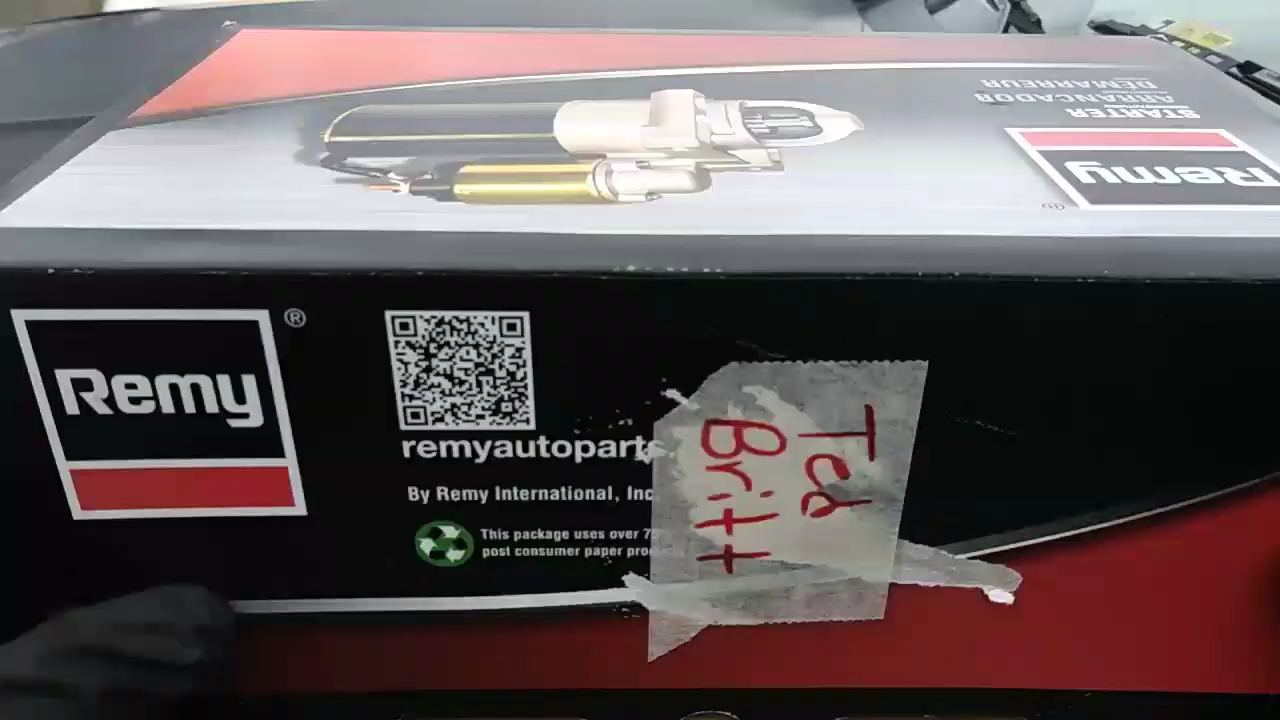 STARTER
ARRANCADOR
DÉMARREUR
Remy
®
Remy ®
remyautopart
By Remy International, Inc
This package uses over 7
post consumer paper pro
Ted
Britt